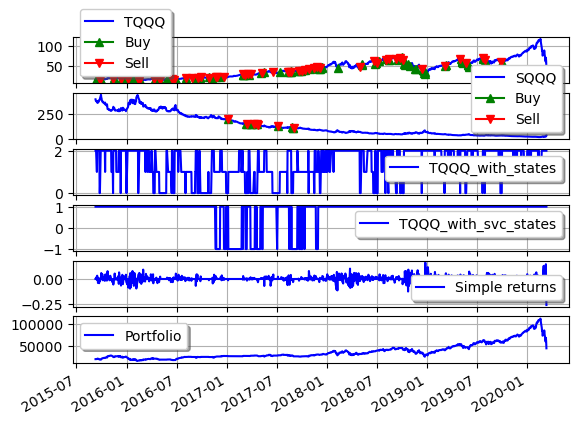 TQQQ
Buy
Sell
100
50
SQQQ
Buy
Sell
250
0
2
0
TQQQ_with_states
1
0
−1
TQQQ_with_svc_states
0.00
−0.25
Simple returns
100000
50000
Portfolio
2015-07
2016-01
2016-07
2017-01
2017-07
2018-01
2018-07
2019-01
2019-07
2020-01